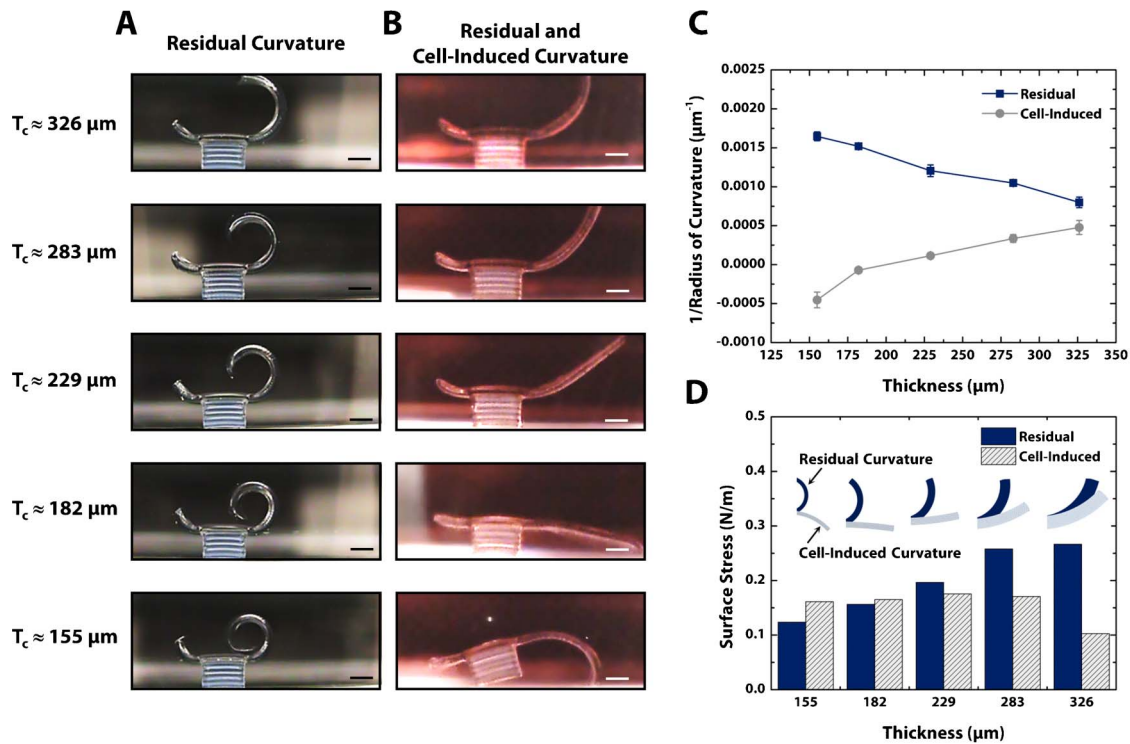 A
Residual Curvature
B
Residual and
Cell-Induced Curvature
Tc ≈ 326 µm
Tc ≈ 283 µm
Tc ≈ 229 µm
Tc ≈ 182 µm
Tc ≈ 155 µm
C
1/Radius of Curvature (µm-1)
0.0025
0.0020
0.0015
0.0010
0.0005
0.0000
-0.0005
-0.0010
Residual
Cell-Induced
125 150 175 200 225 250 275 300 325 350
Thickness (µm)
D
Surface Stress (N/m)
0.5
0.4
0.3
0.2
0.1
0.0
Residual
Cell-Induced
Residual Curvature
Cell-Induced Curvature
155 182 229 283 326
Thickness (µm)